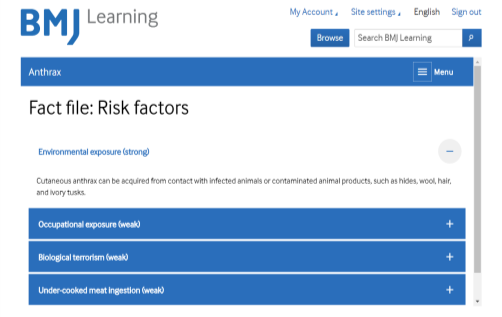 BMJ Learning
My Account
Site settings
English
Sign out
Browse
Search BMJ Learning
Anthrax
Menu
Fact file: Risk factors
Environmental exposure (strong)
Cutaneous anthrax can be acquired from contact with infected animals or contaminated animal products, such as hides, wool, hair,
and ivory tusks.
Occupational exposure (weak)
Biological terrorism (weak)
Under-cooked meat ingestion (weak)